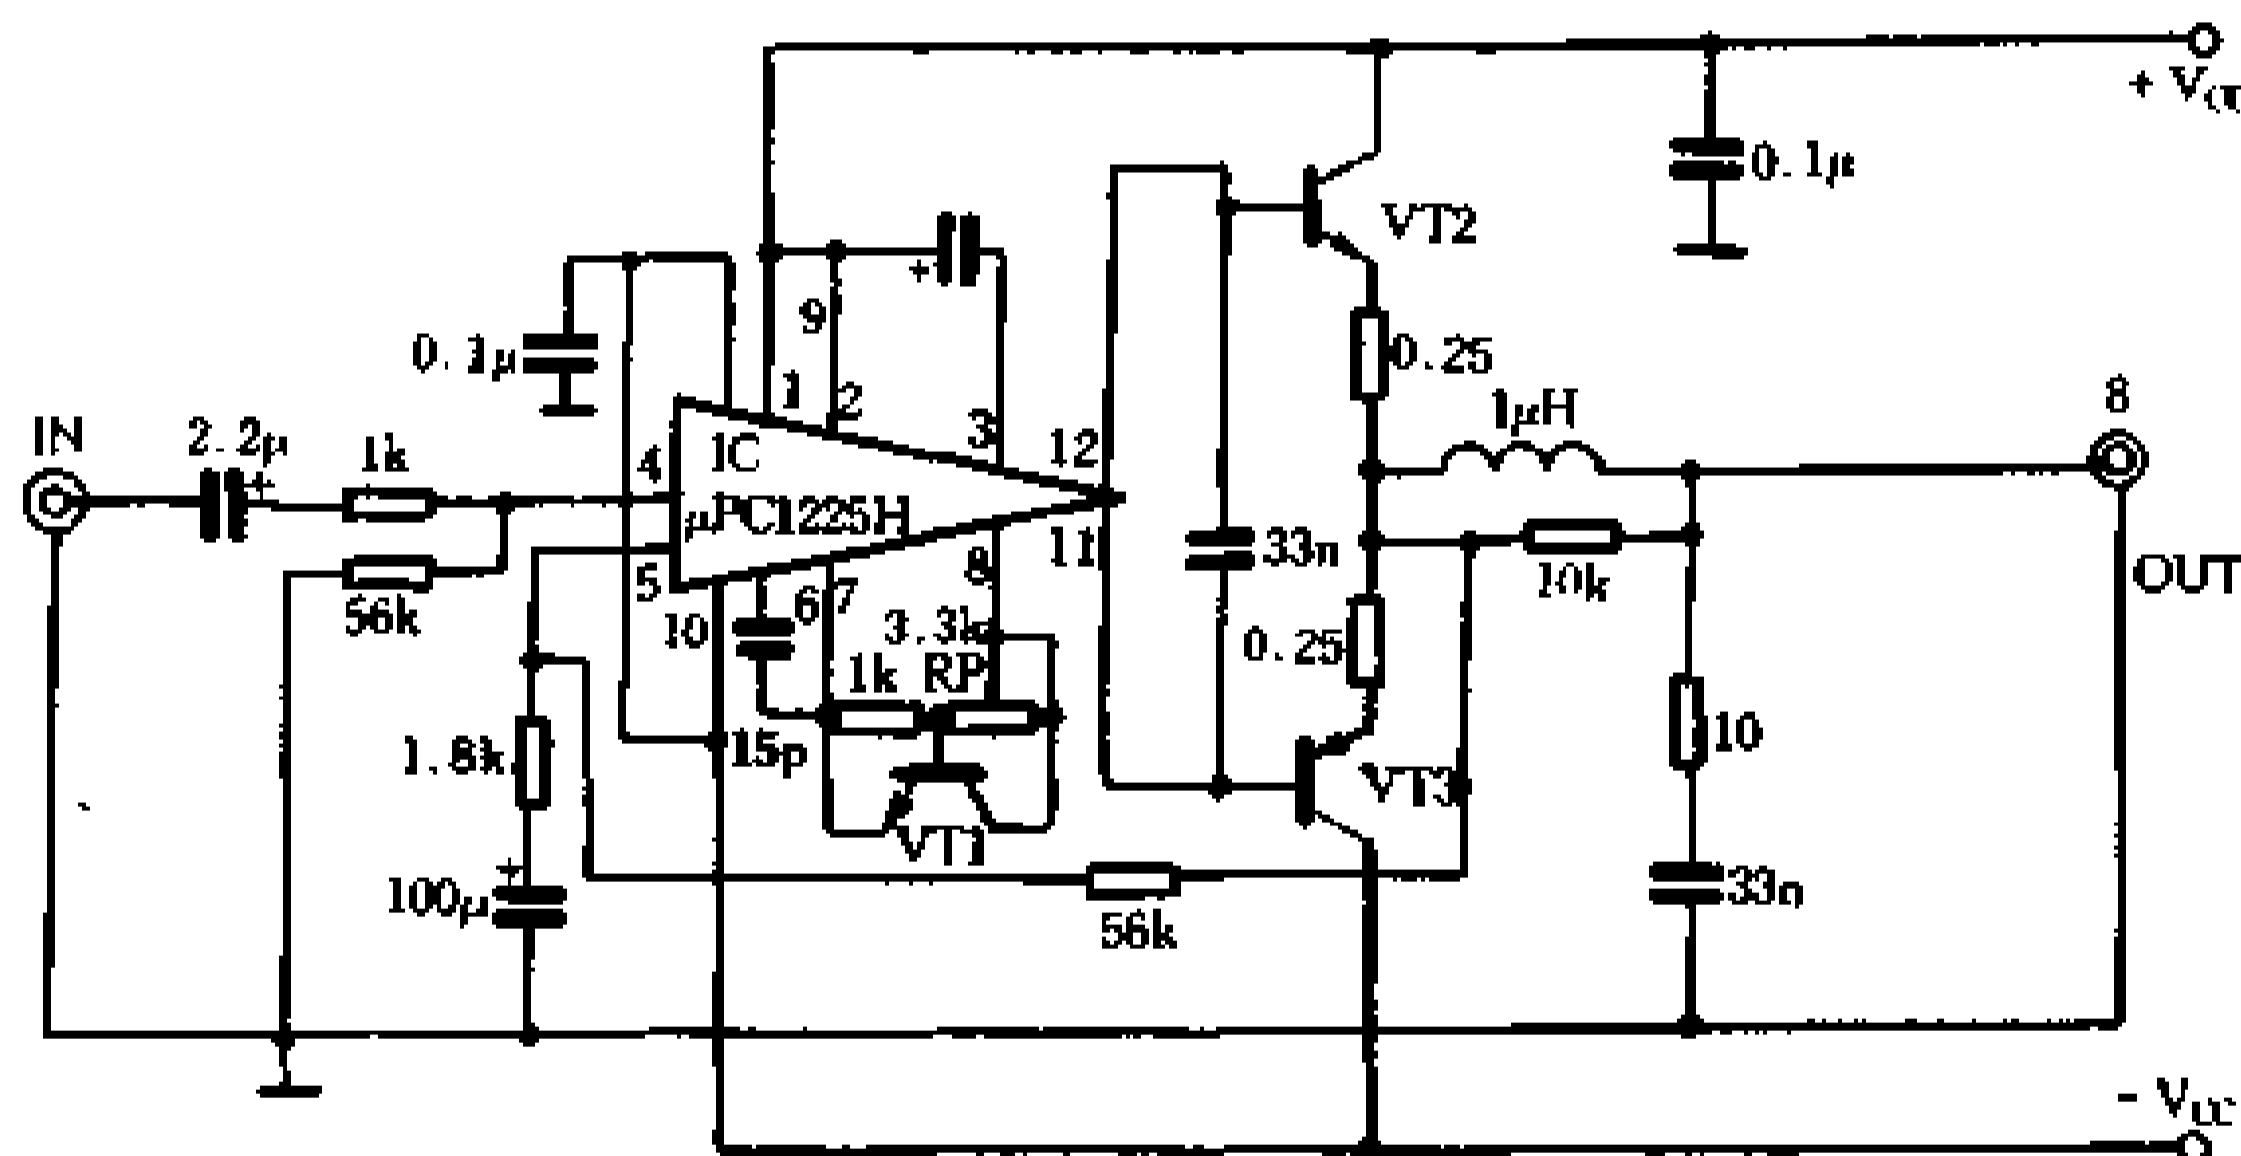 + VCC
0.1μ
VT2
9
0.1μ
0.25
1
2
8
1μH
IN
2.2μ
3
12
1k
4
IC
μPC1225H
33n
11
8
OUT
10k
5
6
7
56k
10
3.3k
0.25
1k
RP
10
1.8k
15p
VT3
VT1
100μ
33n
56k
- VCC